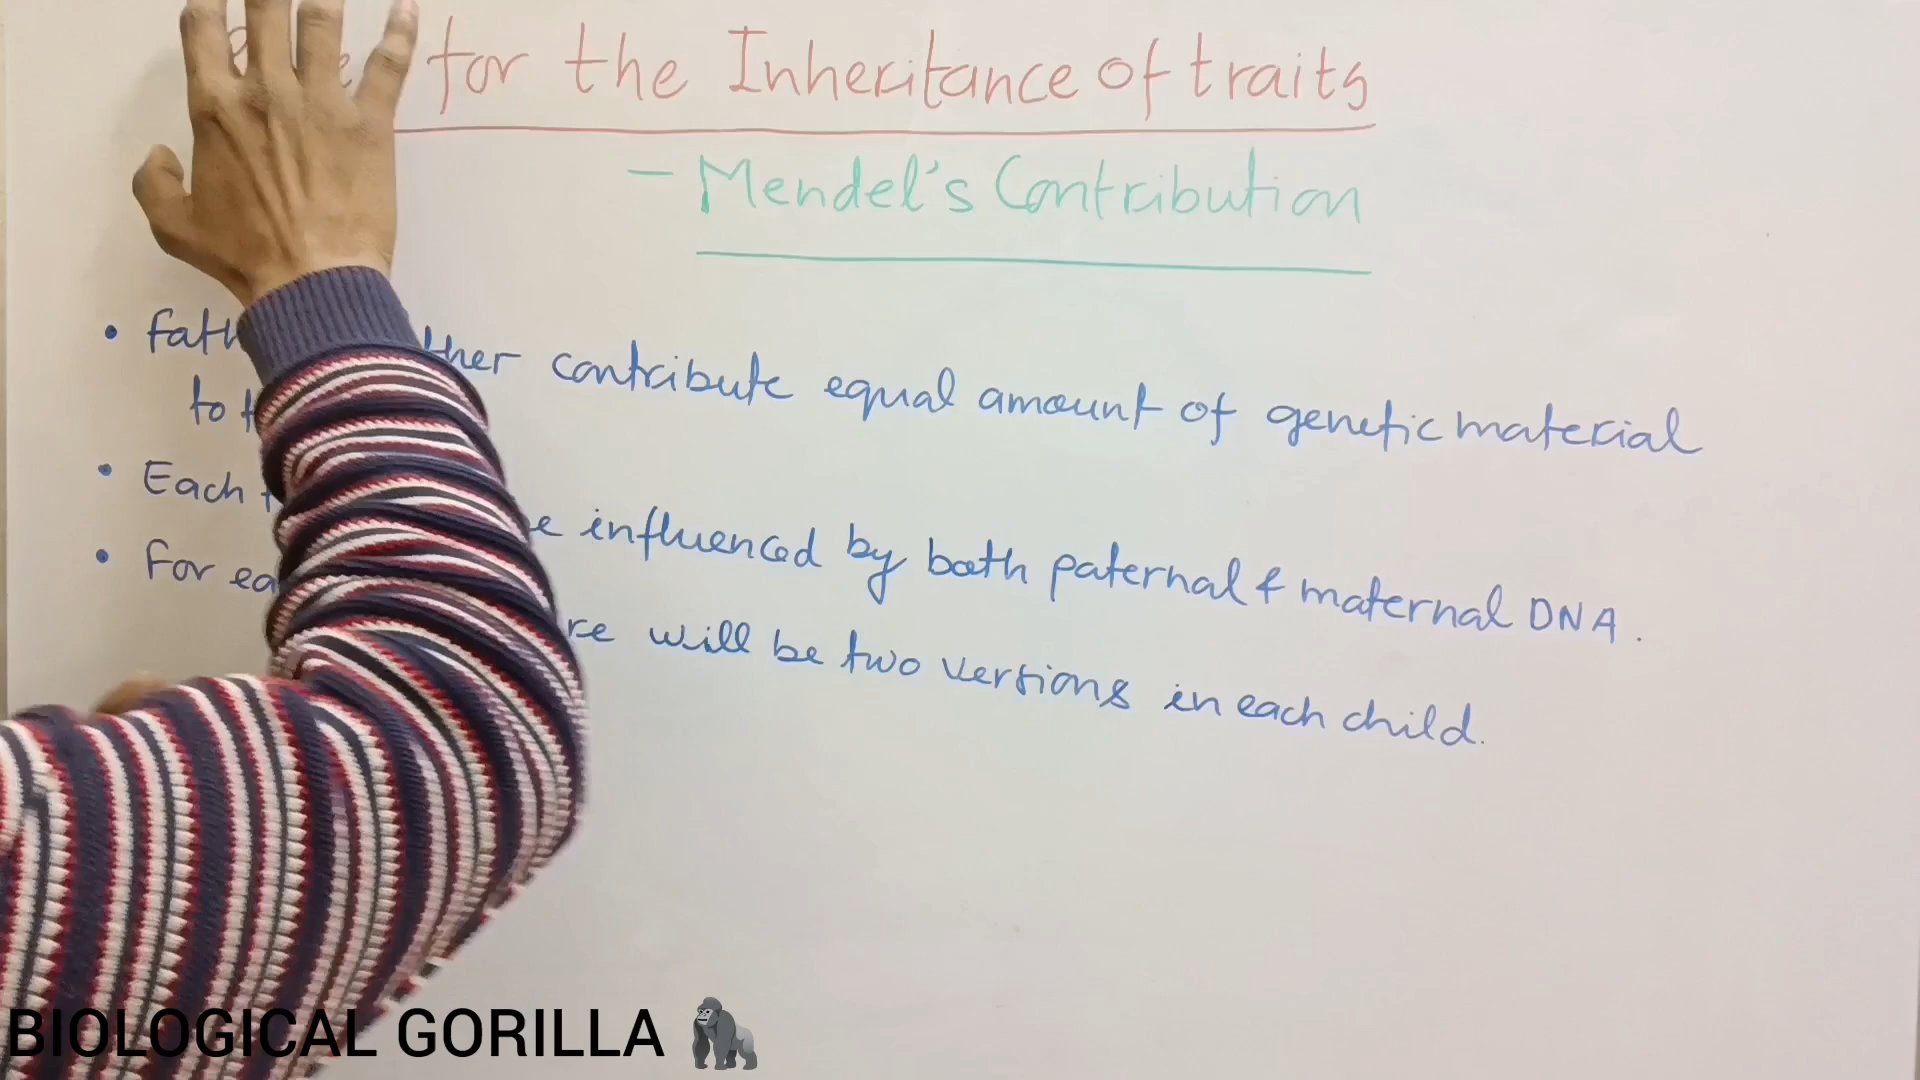 for the Inheritance of traits
– Mendel's Contribution
• fath ther contribute equal amount of genetic material
to t
• Each t e influenced by both paternal & maternal DNA.
• For ea re will be two versions in each child.
BIOLOGICAL GORILLA